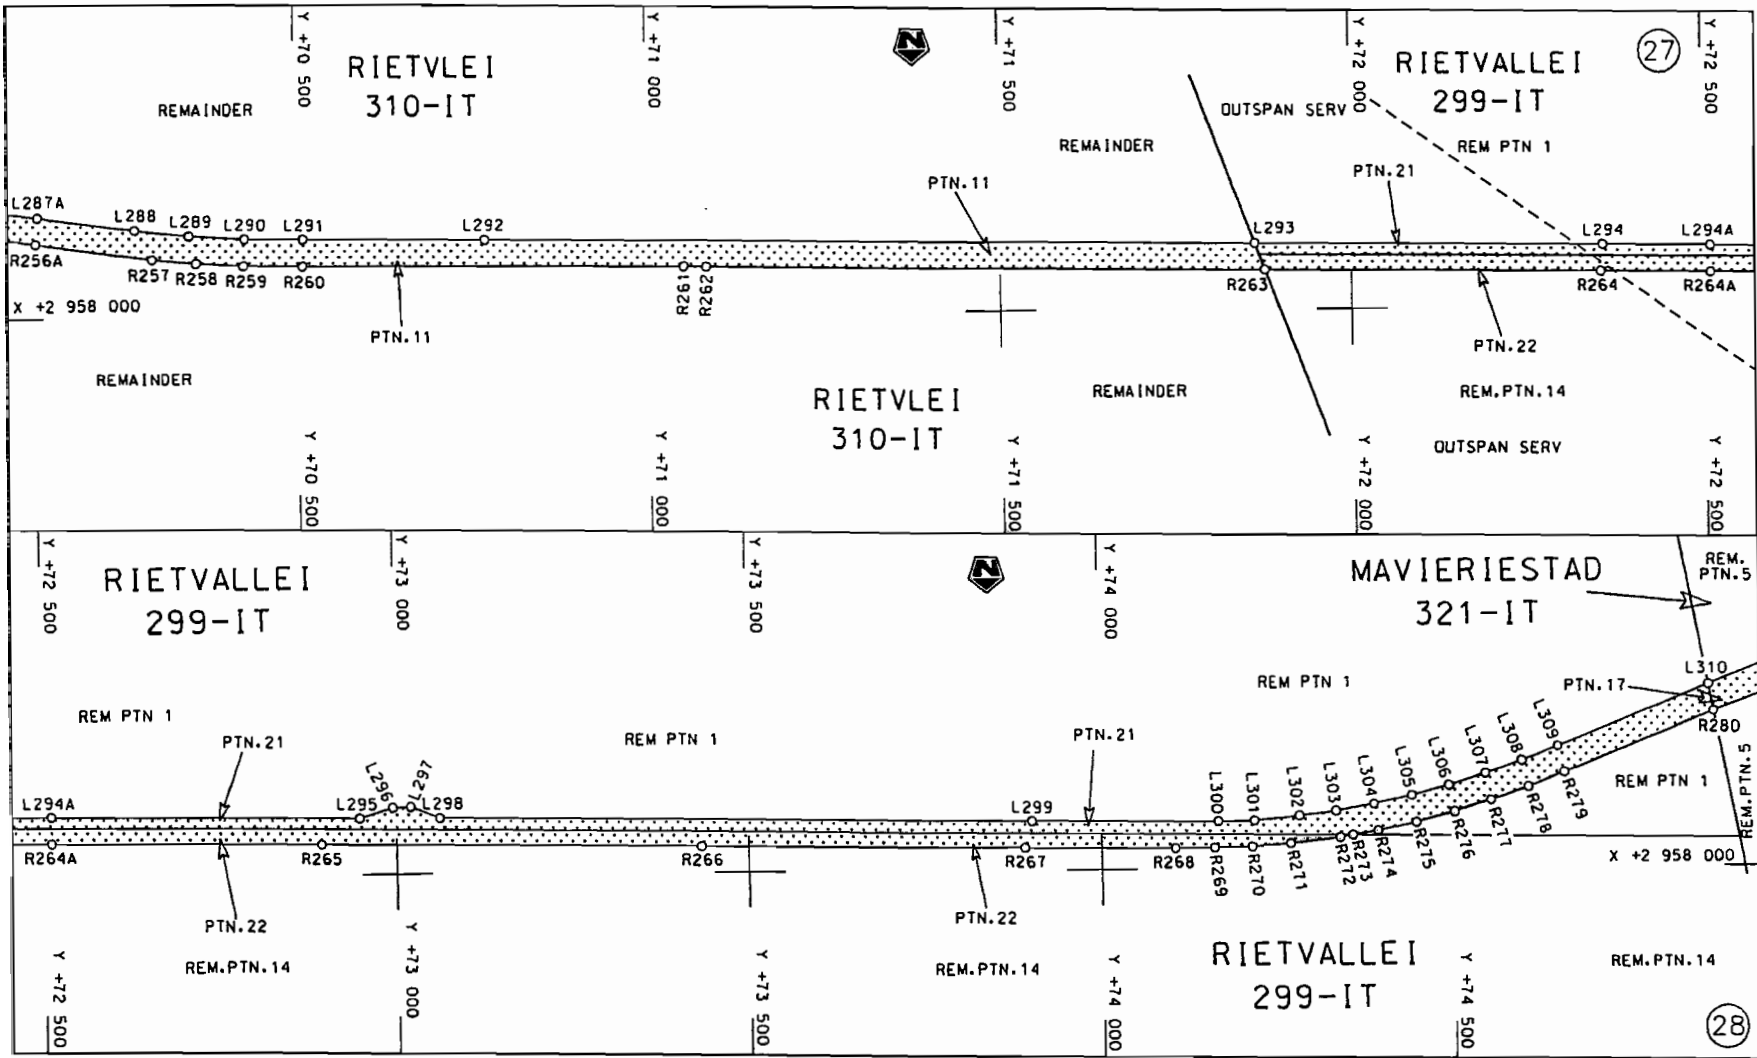 Y +70 500
Y +71 000
Y +71 500
Y +72 000
Y +72 500
N
27
RIETVLEI
310-IT
RIETVALLEI
299-IT
REMAINDER
OUTSPAN SERV
REMAINDER
REM PTN 1
PTN.11
PTN.21
L287A
L288
L289
L290
L291
L292
L293
L294
L294A
R256A
R257
R258
R259
R260
R261
R262
R263
R264
R264A
X +2 958 000
PTN.11
PTN.22
REMAINDER
RIETVLEI
310-IT
REMAINDER
REM.PTN.14
OUTSPAN SERV
Y +70 500
Y +71 000
Y +71 500
Y +72 000
Y +72 500
Y +72 500
Y +73 000
Y +73 500
Y +74 000
N
RIETVALLEI
299-IT
MAVIERIESTAD
321-IT
REM.
PTN.5
REM PTN 1
PTN.21
REM PTN 1
PTN.21
REM PTN 1
PTN.17
L310
L294A
L295
L296
L297
L298
L299
L300
L301
L302
L303
L304
L305
L306
L307
L308
L309
R280
REM PTN 1
REM.PTN.5
R264A
R265
R266
R267
R268
R269
R270
R271
R272
R273
R274
R275
R276
R277
R278
R279
X +2 958 000
PTN.22
PTN.22
REM.PTN.14
REM.PTN.14
RIETVALLEI
299-IT
REM.PTN.14
Y +72 500
Y +73 000
Y +73 500
Y +74 000
Y +74 500
28